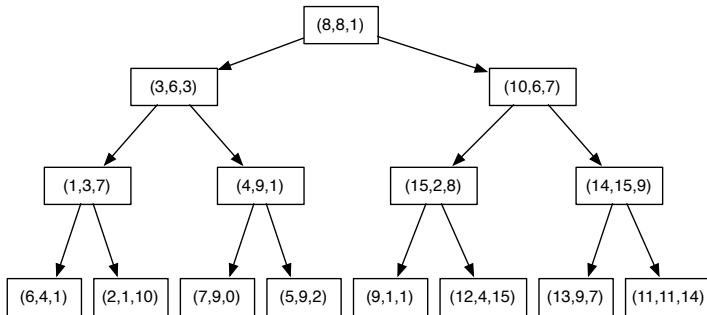 (8,8,1)
(3,6,3) (10,6,7)
(1,3,7) (4,9,1) (15,2,8) (14,15,9)
(6,4,1) (2,1,10) (7,9,0) (5,9,2) (9,1,1) (12,4,15) (13,9,7) (11,11,14)